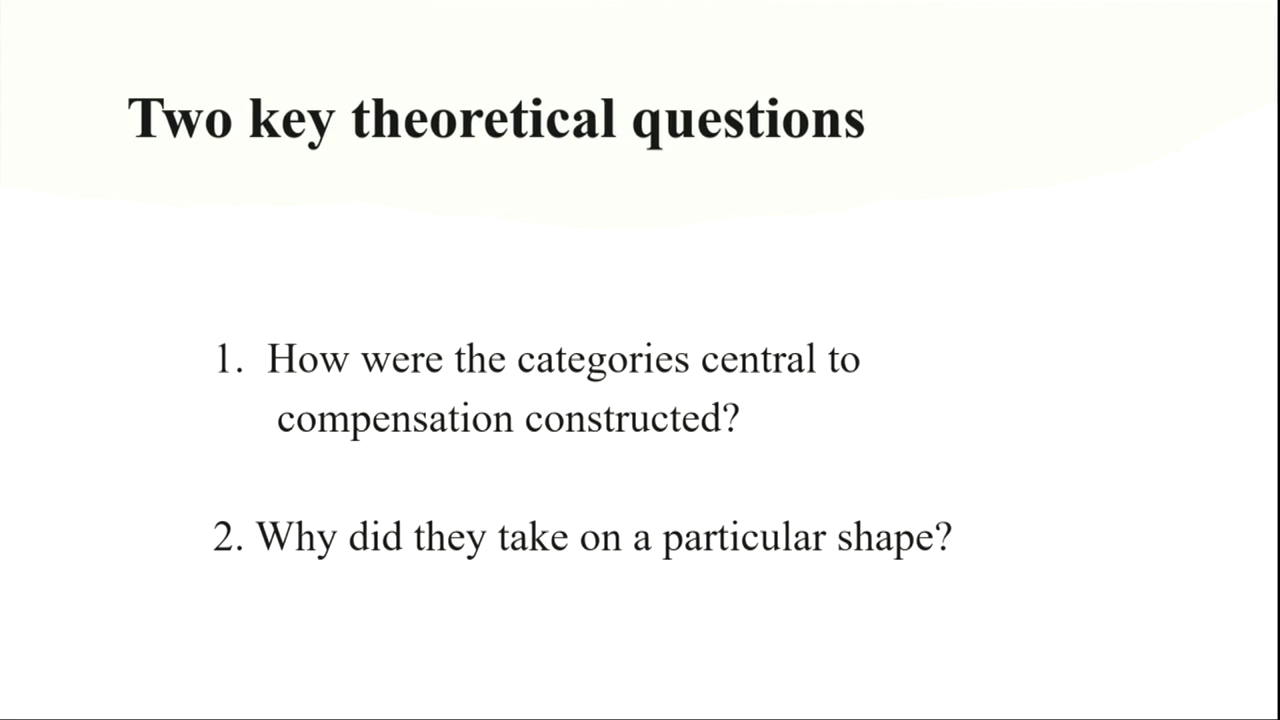 Two key theoretical questions
1. How were the categories central to
compensation constructed?
2. Why did they take on a particular shape?